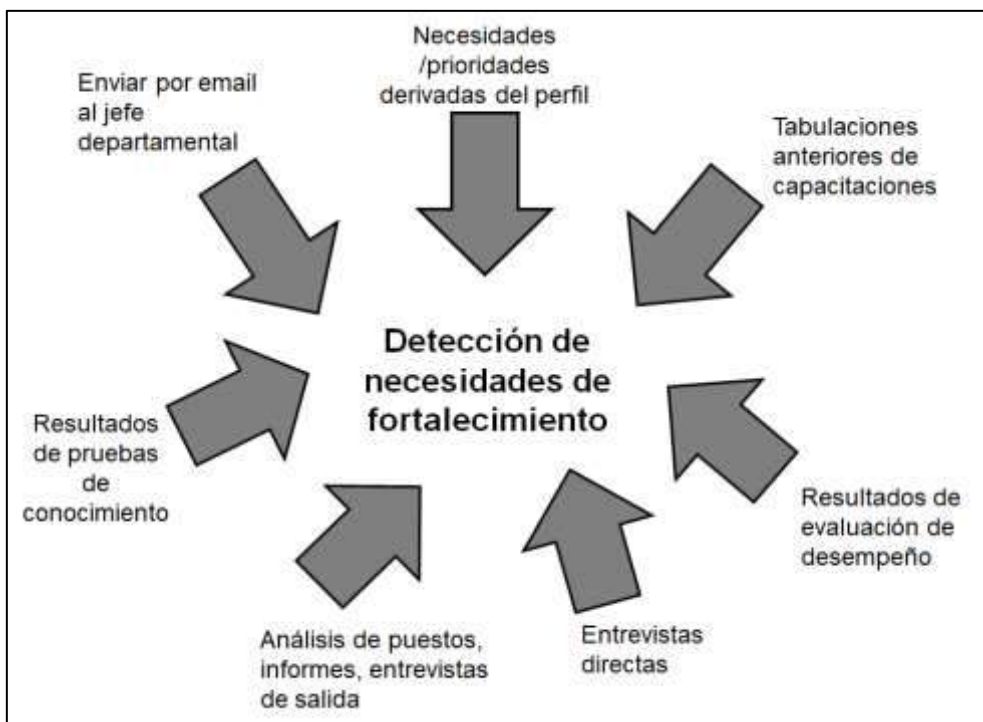 Necesidades
/prioridades
derivadas del perfil
Enviar por email
al jefe
departamental
Tabulaciones
anteriores de
capacitaciones
Detección de
necesidades de
fortalecimiento
Resultados
de pruebas
de
conocimiento
Resultados de
evaluación de
desempeño
Análisis de puestos,
informes, entrevistas
de salida
Entrevistas
directas